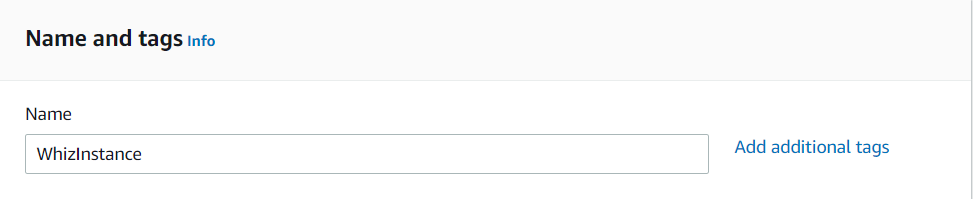 Name and tags Info
Name
WhizInstance
Add additional tags